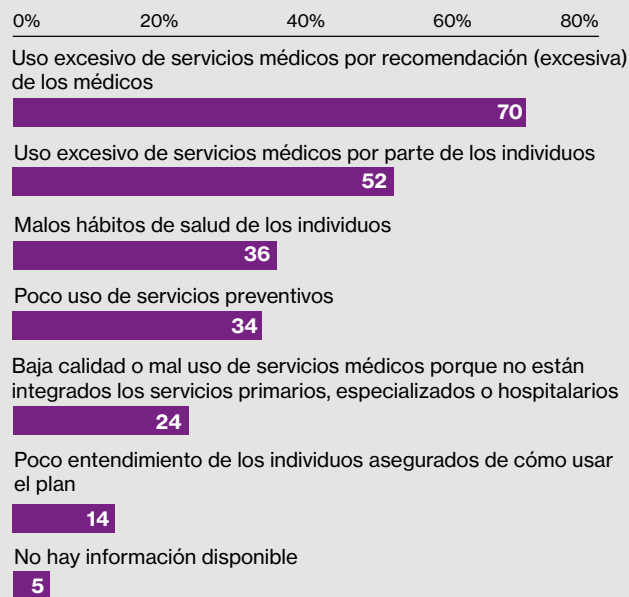 0% 20% 40% 60% 80%
Uso excesivo de servicios médicos por recomendación (excesiva)
de los médicos
70
Uso excesivo de servicios médicos por parte de los individuos
52
Malos hábitos de salud de los individuos
36
Poco uso de servicios preventivos
34
Baja calidad o mal uso de servicios médicos porque no están
integrados los servicios primarios, especializados o hospitalarios
24
Poco entendimiento de los individuos asegurados de cómo usar
el plan
14
No hay información disponible
5